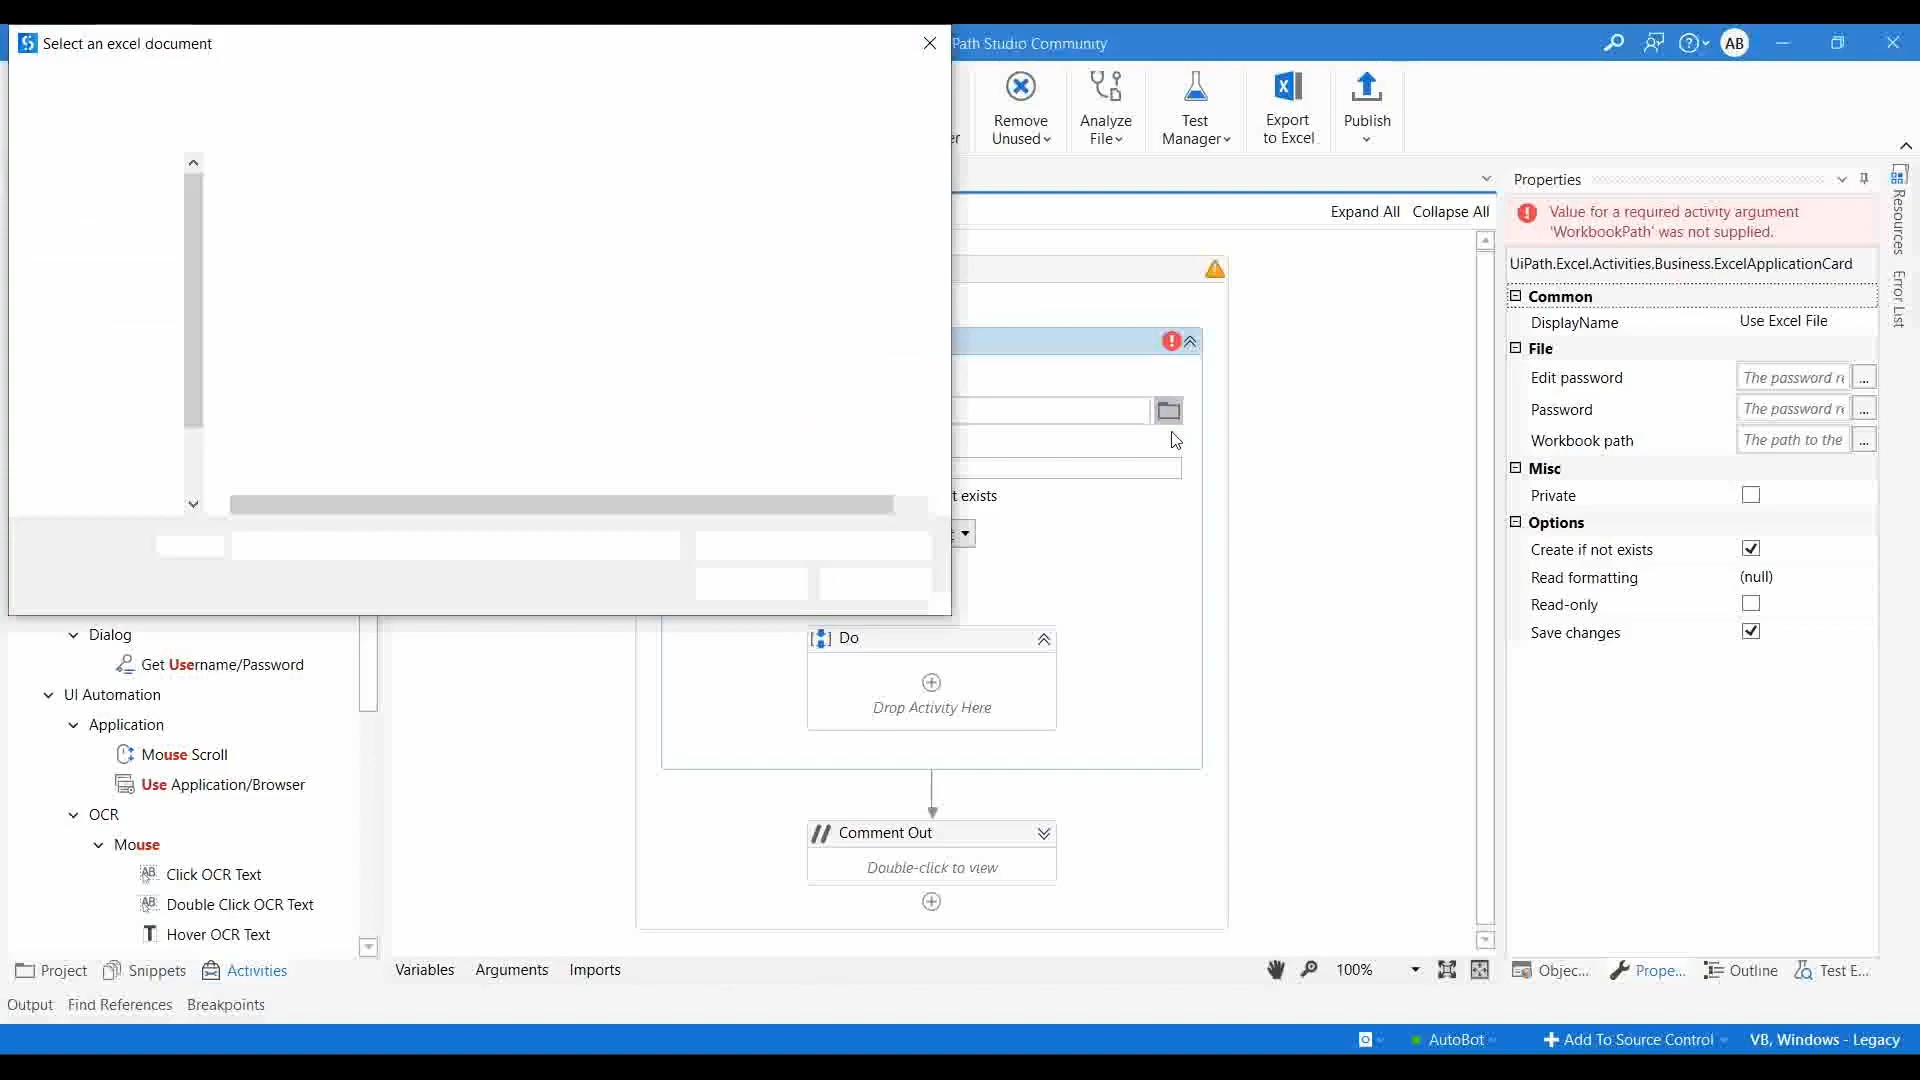 Select an excel document
Path Studio Community
AB
Remove
Unused
Analyze
File
Test
Manager
Export
to Excel
Publish
er
Expand All
Collapse All
Properties
Value for a required activity argument
'WorkbookPath' was not supplied.
UiPath.Excel.Activities.Business.ExcelApplicationCard
Common
DisplayName
Use Excel File
File
Edit password
The password r
...
Password
The password re
...
Workbook path
The path to the
...
Misc
Private
Options
Create if not exists
Read formatting
(null)
Read-only
Save changes
Resources
Error List
t exists
Do
Drop Activity Here
Comment Out
Double-click to view
Dialog
Get Username/Password
UI Automation
Application
Mouse Scroll
Use Application/Browser
OCR
Mouse
Click OCR Text
Double Click OCR Text
Hover OCR Text
Project
Snippets
Activities
Variables
Arguments
Imports
100%
Objec...
Prope...
Outline
Test E...
Output
Find References
Breakpoints
AutoBot
Add To Source Control
VB, Windows - Legacy